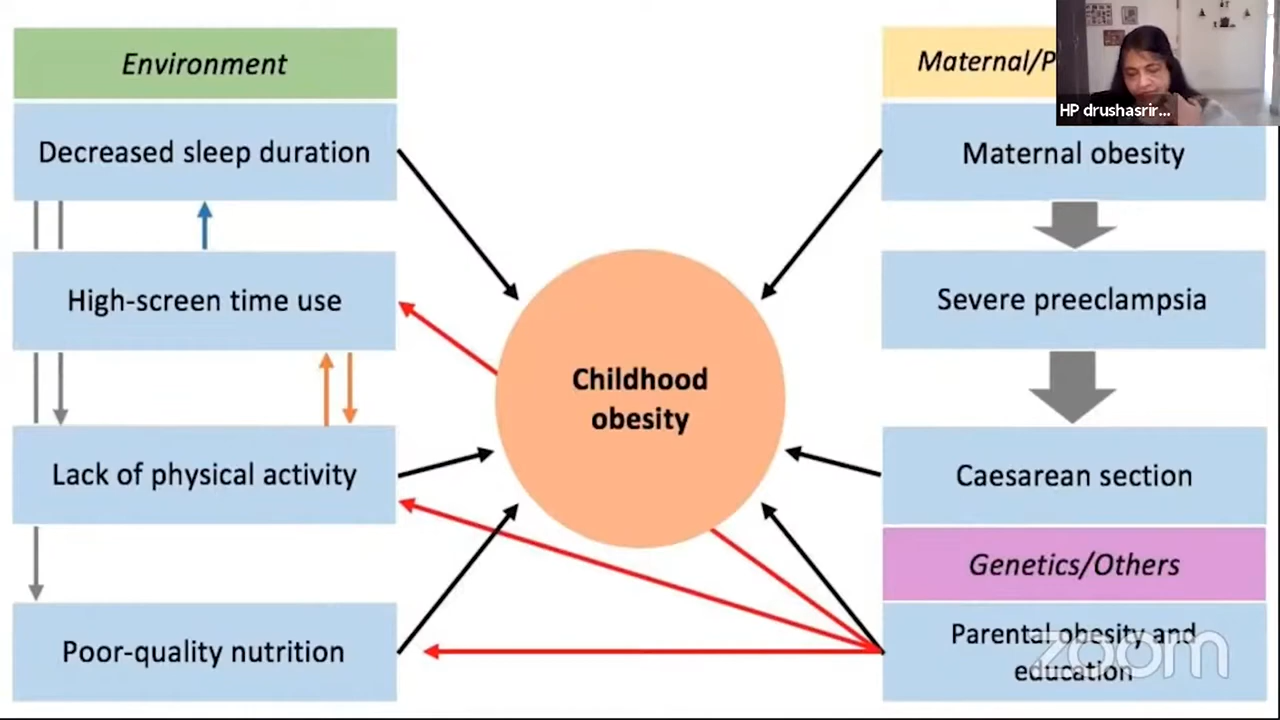 Environment
Decreased sleep duration
High-screen time use
Lack of physical activity
Poor-quality nutrition
Childhood
obesity
Maternal/P
HP drushasrir...
Maternal obesity
Severe preeclampsia
Caesarean section
Genetics/Others
Parental obesity and
education
zoom